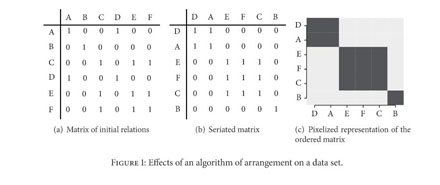 A B C D E F
A 1 0 0 1 0 0
B 0 1 0 0 0 0
C 0 0 1 0 1 1
D 1 0 0 1 0 0
E 0 0 1 0 1 1
F 0 0 1 0 1 1
(a) Matrix of initial relations
D A E F C B
D 1 1 0 0 0 0
A 1 1 0 0 0 0
E 0 0 1 1 1 0
F 0 0 1 1 1 0
C 0 0 1 1 1 0
B 0 0 0 0 0 1
(b) Seriated matrix
D
A
E
F
C
B
D A E F C B
(c) Pixelized representation of the
ordered matrix
FIGURE 1: Effects of an algorithm of arrangement on a data set.